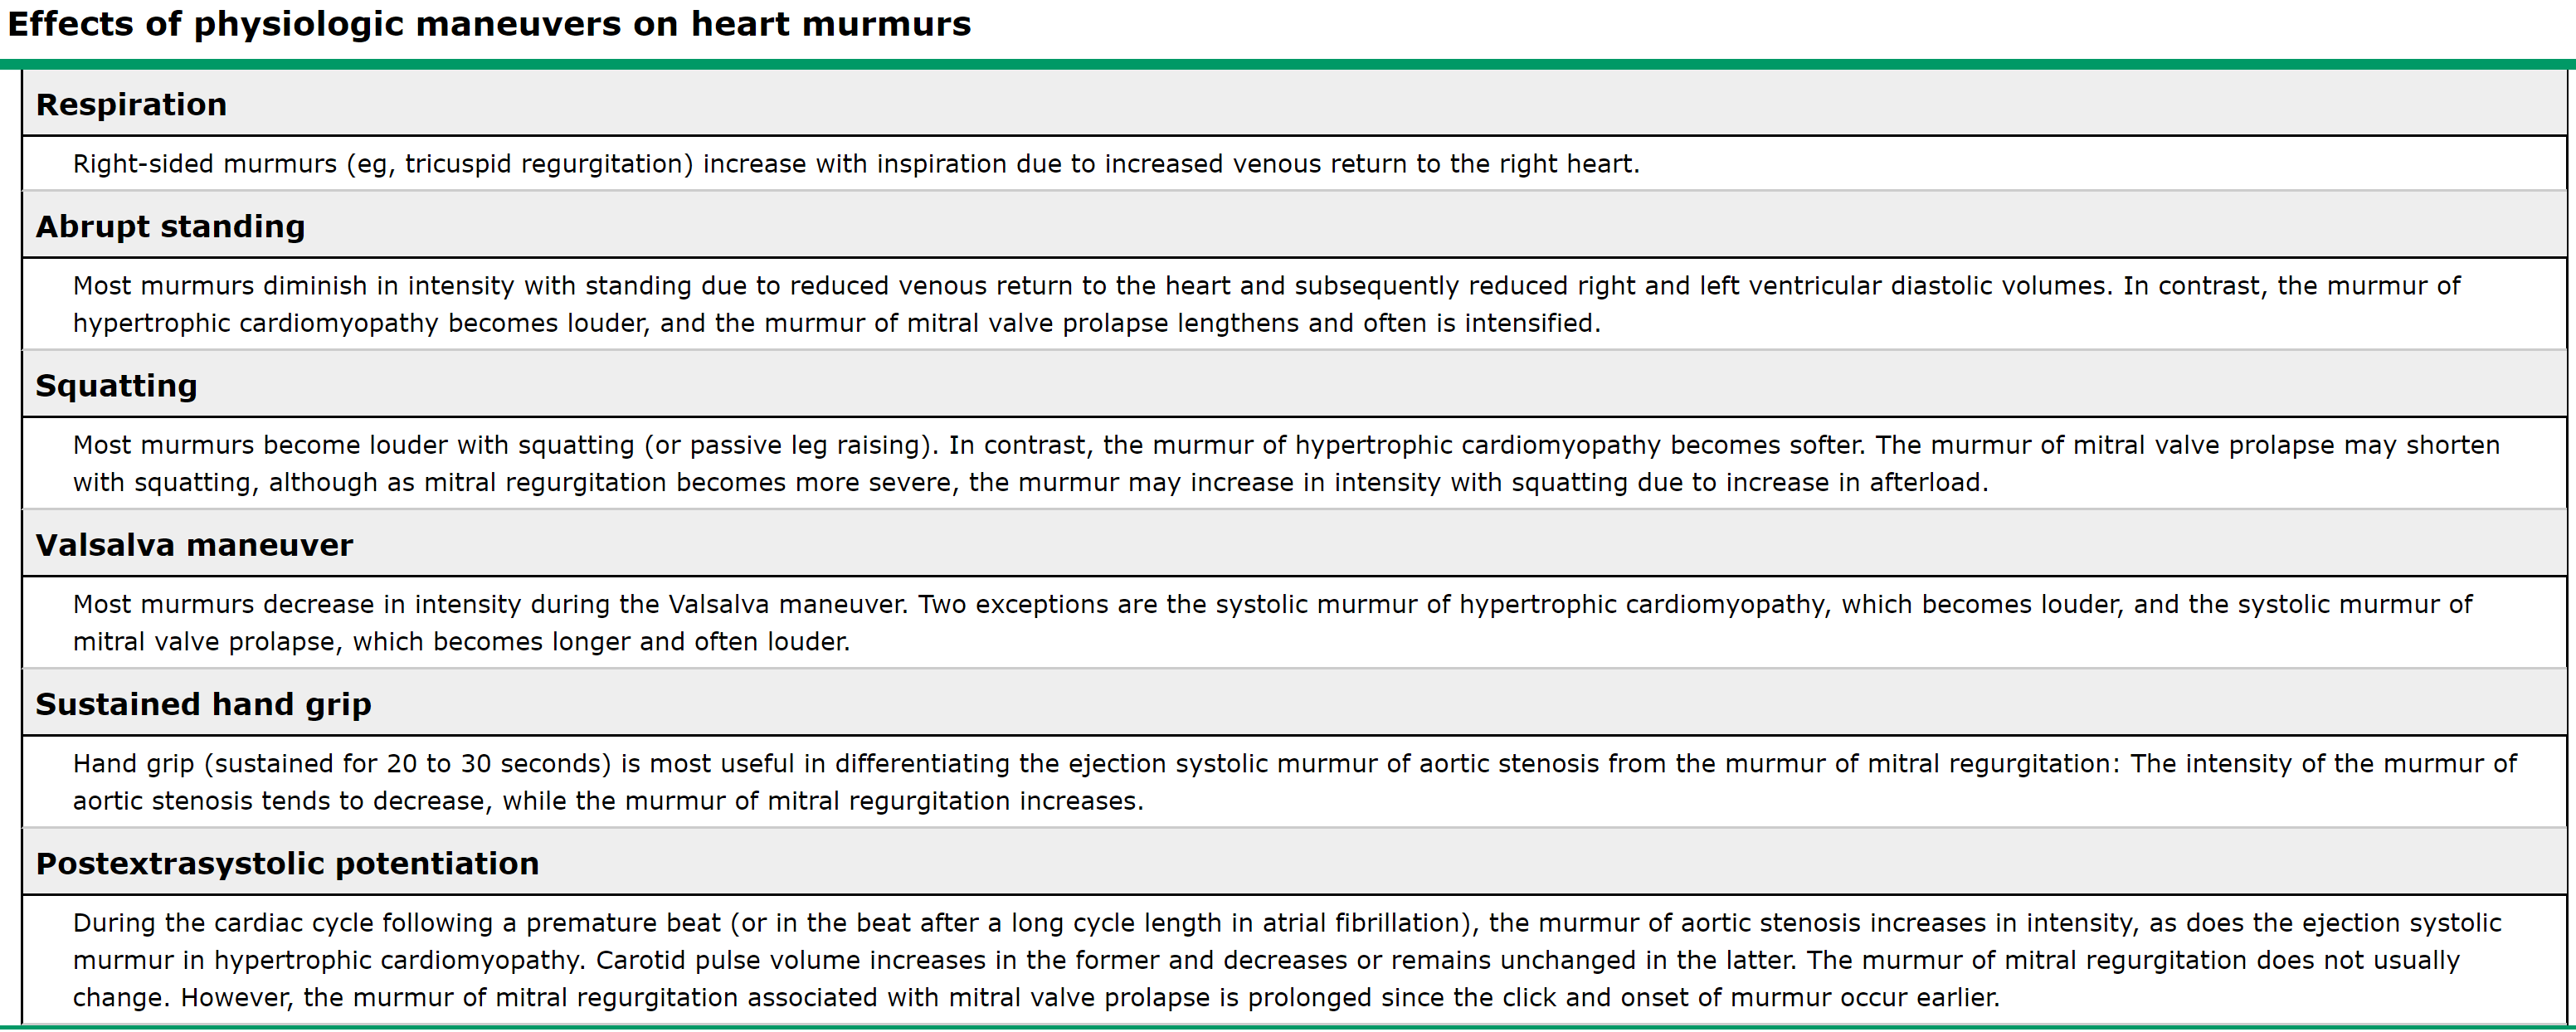 Effects of physiologic maneuvers on heart murmurs
Respiration
Right-sided murmurs (eg, tricuspid regurgitation) increase with inspiration due to increased venous return to the right heart.
Abrupt standing
Most murmurs diminish in intensity with standing due to reduced venous return to the heart and subsequently reduced right and left ventricular diastolic volumes. In contrast, the murmur of
hypertrophic cardiomyopathy becomes louder, and the murmur of mitral valve prolapse lengthens and often is intensified.
Squatting
Most murmurs become louder with squatting (or passive leg raising). In contrast, the murmur of hypertrophic cardiomyopathy becomes softer. The murmur of mitral valve prolapse may shorten
with squatting, although as mitral regurgitation becomes more severe, the murmur may increase in intensity with squatting due to increase in afterload.
Valsalva maneuver
Most murmurs decrease in intensity during the Valsalva maneuver. Two exceptions are the systolic murmur of hypertrophic cardiomyopathy, which becomes louder, and the systolic murmur of
mitral valve prolapse, which becomes longer and often louder.
Sustained hand grip
Hand grip (sustained for 20 to 30 seconds) is most useful in differentiating the ejection systolic murmur of aortic stenosis from the murmur of mitral regurgitation: The intensity of the murmur of
aortic stenosis tends to decrease, while the murmur of mitral regurgitation increases.
Postextrasystolic potentiation
During the cardiac cycle following a premature beat (or in the beat after a long cycle length in atrial fibrillation), the murmur of aortic stenosis increases in intensity, as does the ejection systolic
murmur in hypertrophic cardiomyopathy. Carotid pulse volume increases in the former and decreases or remains unchanged in the latter. The murmur of mitral regurgitation does not usually
change. However, the murmur of mitral regurgitation associated with mitral valve prolapse is prolonged since the click and onset of murmur occur earlier.